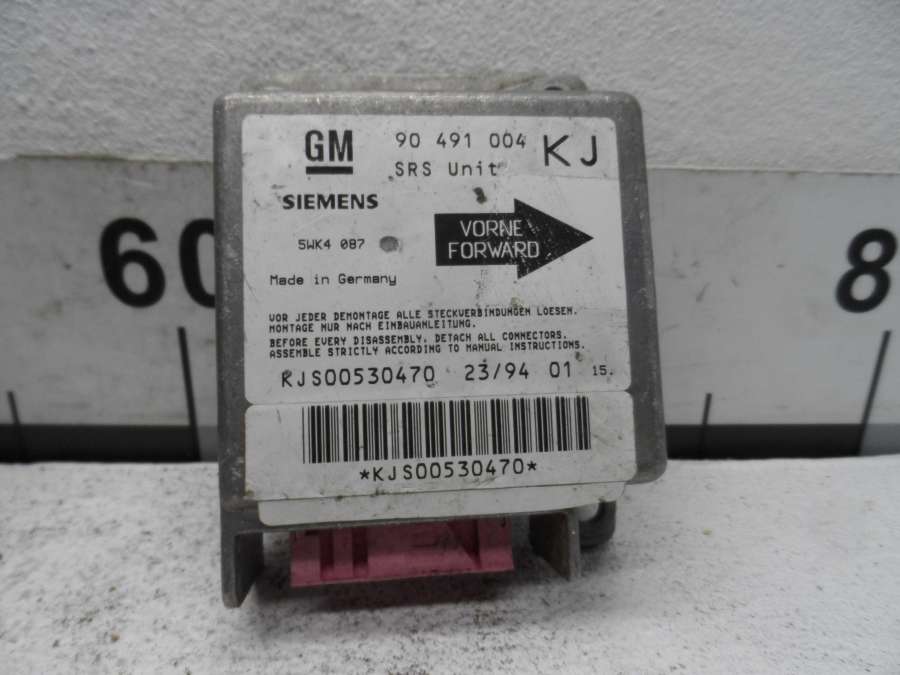 GM 90 491 004 KJ
SRS Unit
SIEMENS
VORNE
FORWARD
5WK4 087
Made in Germany
VOR JEDER DEMONTAGE ALLE STECKVERBINDUNGEN LOESEN.
MONTAGE NUR NACH EINBAUANLEITUNG.
BEFORE EVERY DISASSEMBLY, DETACH ALL CONNECTORS.
ASSEMBLE STRICTLY ACCORDING TO MANUAL INSTRUCTIONS.
KJS00530470 23/94 01 15.
*KJS00530470*
60
8